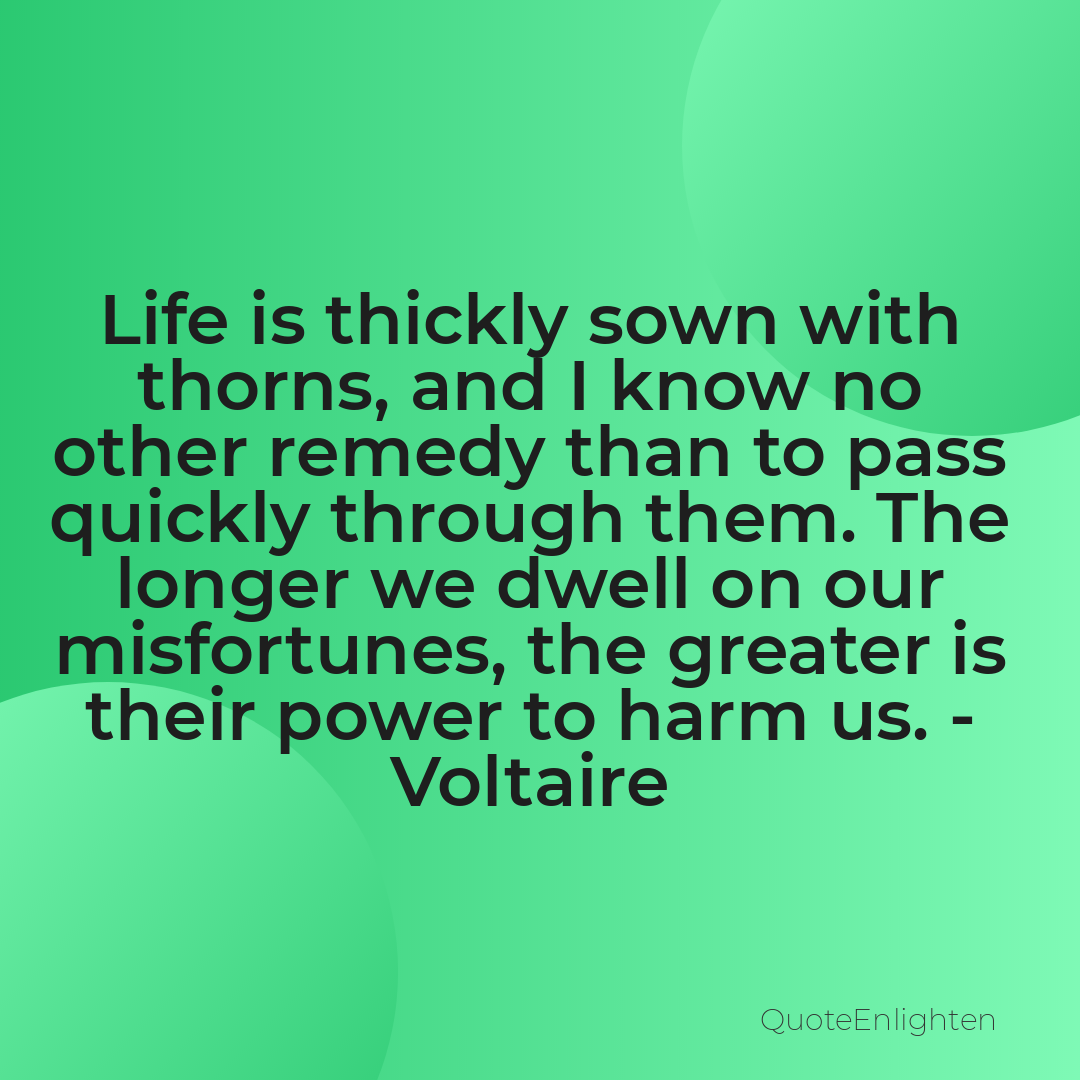 Life is thickly sown with
thorns, and I know no
other remedy than to pass
quickly through them. The
longer we dwell on our
misfortunes, the greater is
their power to harm us. -
Voltaire
QuoteEnlighten